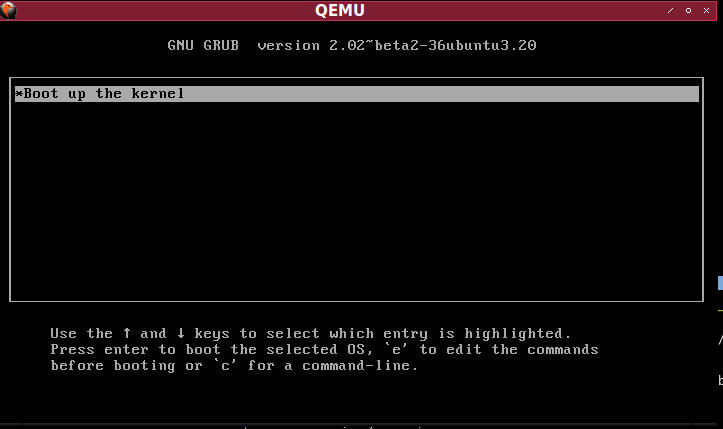 QEMU
GNU GRUB  version 2.02~beta2-36ubuntu3.20
*Boot up the kernel
Use the ↑ and ↓ keys to select which entry is highlighted.
Press enter to boot the selected OS, `e' to edit the commands
before booting or `c' for a command-line.